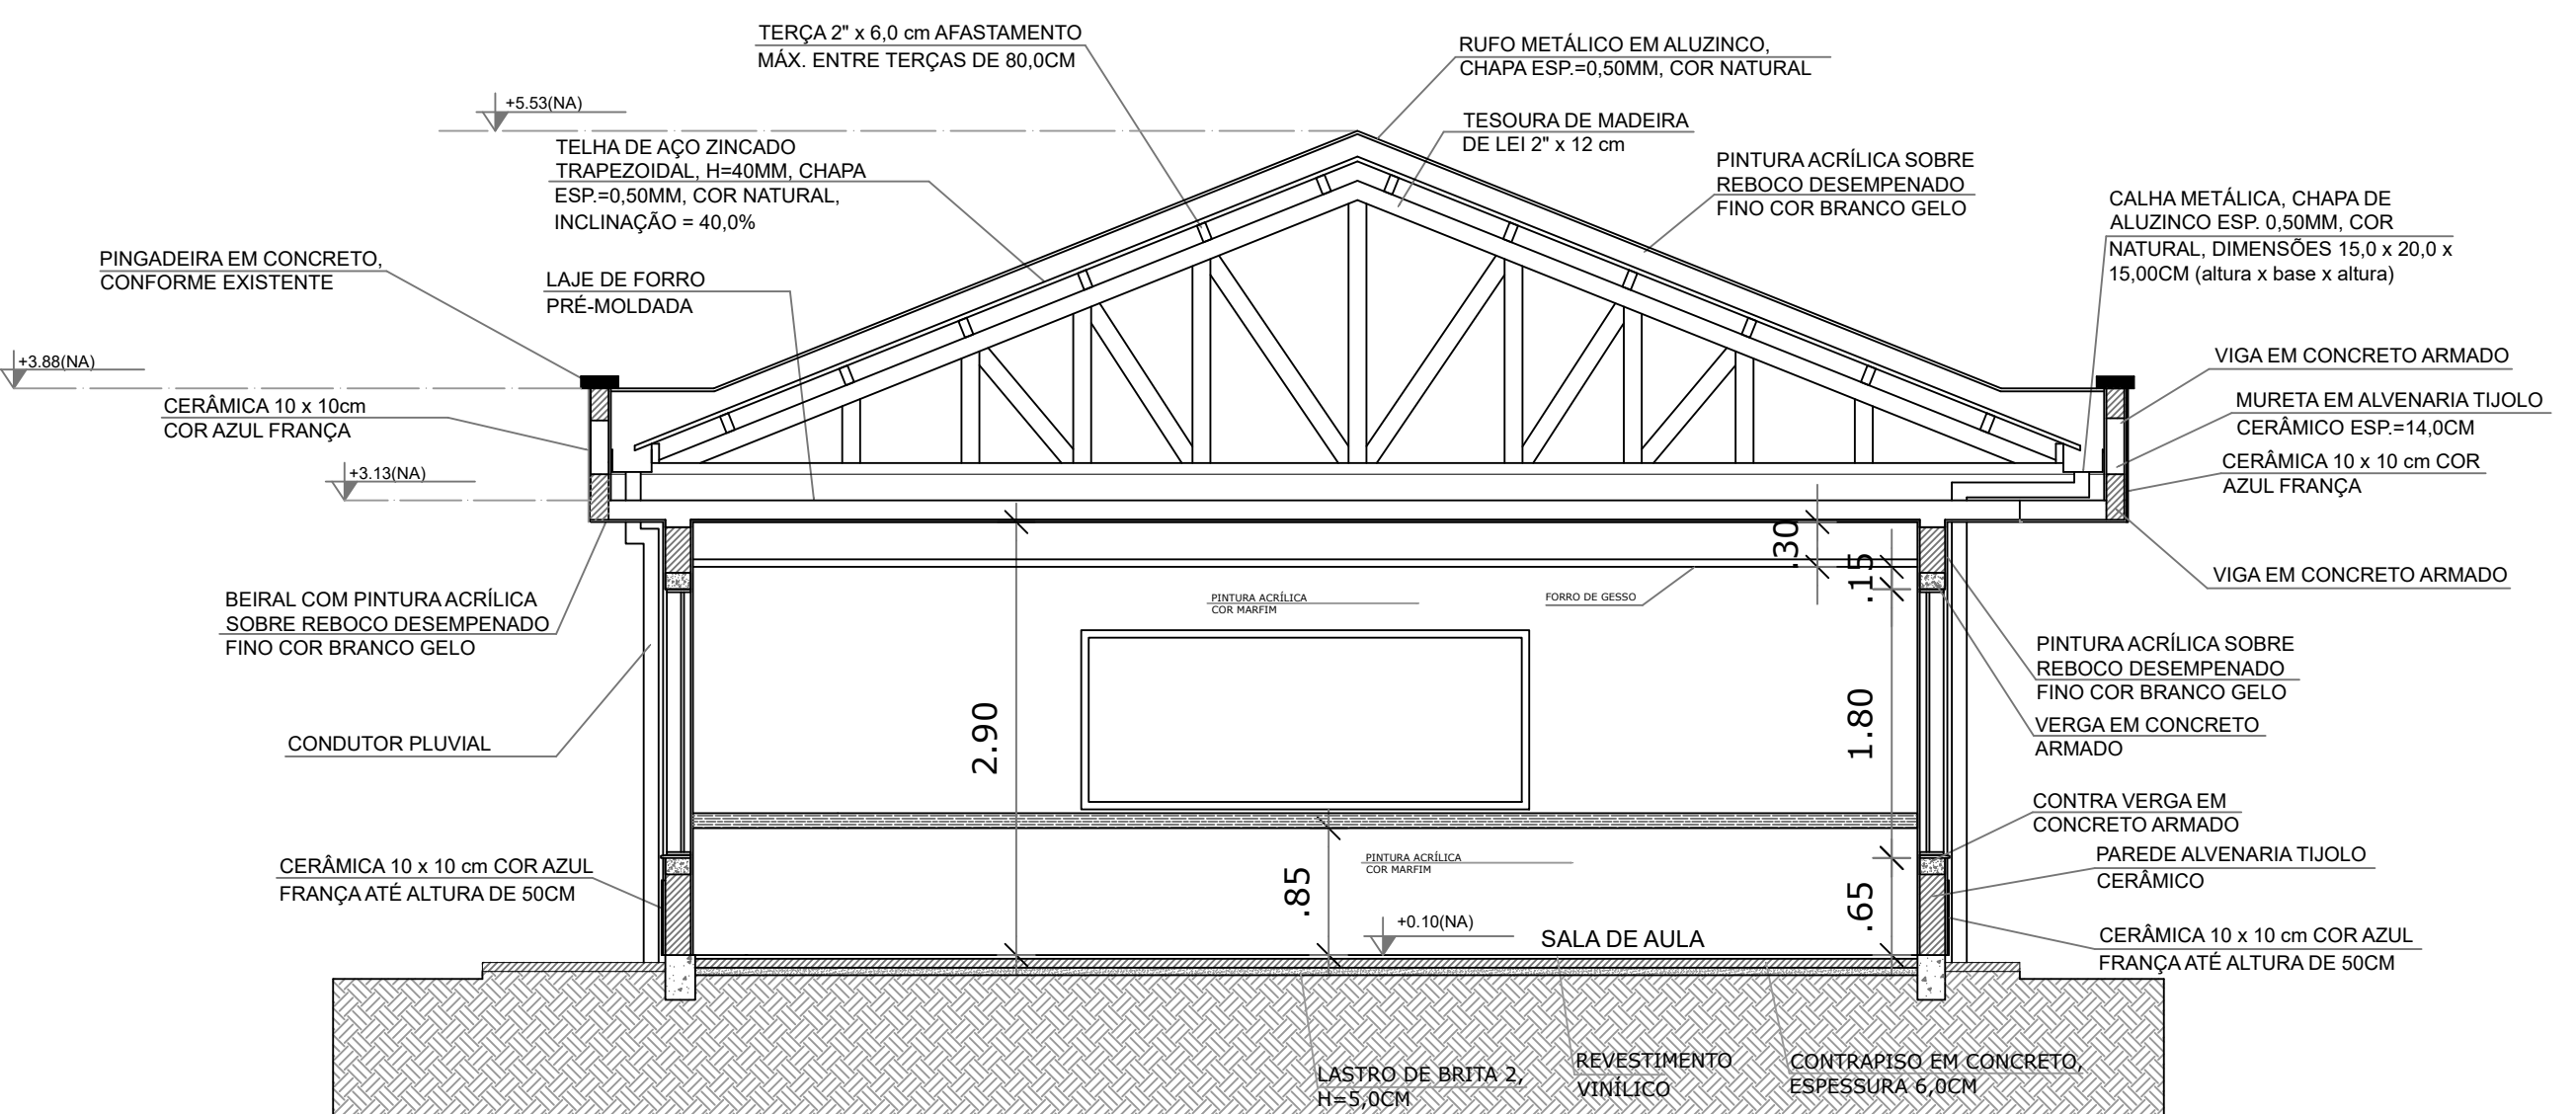 TERÇA 2" x 6,0 cm AFASTAMENTO
MÁX. ENTRE TERÇAS DE 80,0CM
RUFO METÁLICO EM ALUZINCO,
CHAPA ESP.=0,50MM, COR NATURAL
+5.53(NA)
TESOURA DE MADEIRA
DE LEI 2" x 12 cm
TELHA DE AÇO ZINCADO
TRAPEZOIDAL, H=40MM, CHAPA
ESP.=0,50MM, COR NATURAL,
INCLINAÇÃO = 40,0%
PINTURA ACRÍLICA SOBRE
REBOCO DESEMPENADO
FINO COR BRANCO GELO
CALHA METÁLICA, CHAPA DE
ALUZINCO ESP. 0,50MM, COR
NATURAL, DIMENSÕES 15,0 x 20,0 x
15,00CM (altura x base x altura)
PINGADEIRA EM CONCRETO,
CONFORME EXISTENTE
LAJE DE FORRO
PRÉ-MOLDADA
+3.88(NA)
VIGA EM CONCRETO ARMADO
CERÂMICA 10 x 10cm
COR AZUL FRANÇA
MURETA EM ALVENARIA TIJOLO
CERÂMICO ESP.=14,0CM
+3.13(NA)
CERÂMICA 10 x 10 cm COR
AZUL FRANÇA
.30
.15
VIGA EM CONCRETO ARMADO
BEIRAL COM PINTURA ACRÍLICA
SOBRE REBOCO DESEMPENADO
FINO COR BRANCO GELO
PINTURA ACRÍLICA
COR MARFIM
FORRO DE GESSO
PINTURA ACRÍLICA SOBRE
REBOCO DESEMPENADO
FINO COR BRANCO GELO
CONDUTOR PLUVIAL
2.90
1.80
VERGA EM CONCRETO
ARMADO
CONTRA VERGA EM
CONCRETO ARMADO
CERÂMICA 10 x 10 cm COR AZUL
FRANÇA ATÉ ALTURA DE 50CM
PINTURA ACRÍLICA
COR MARFIM
PAREDE ALVENARIA TIJOLO
CERÂMICO
.85
.65
+0.10(NA)
SALA DE AULA
CERÂMICA 10 x 10 cm COR AZUL
FRANÇA ATÉ ALTURA DE 50CM
LASTRO DE BRITA 2,
H=5,0CM
REVESTIMENTO
VINÍLICO
CONTRAPISO EM CONCRETO,
ESPESSURA 6,0CM